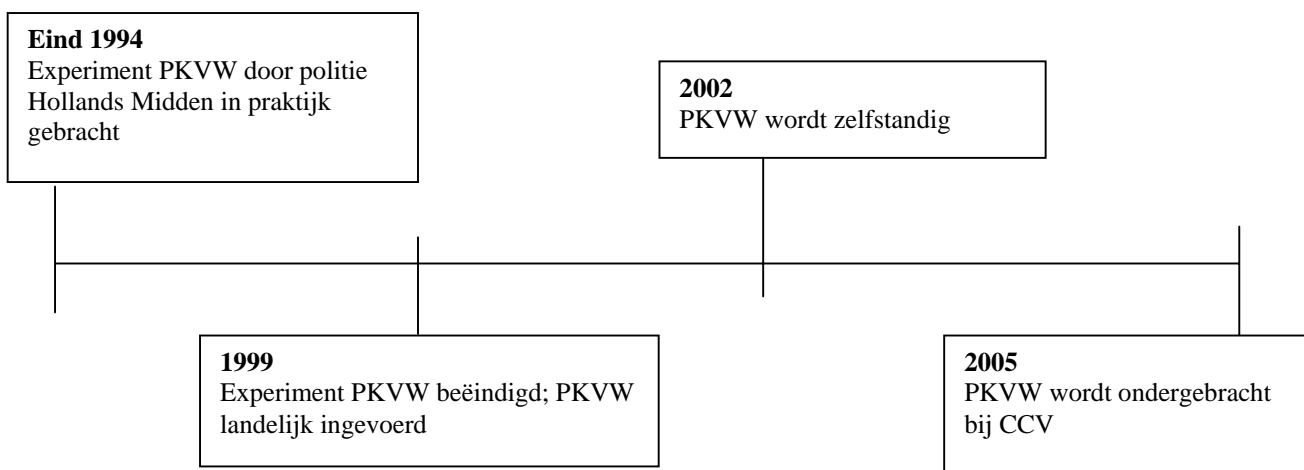 Eind 1994
Experiment PKVW door politie
Hollands Midden in praktijk
gebracht
2002
PKVW wordt zelfstandig
1999
Experiment PKVW beëindigd; PKVW
landelijk ingevoerd
2005
PKVW wordt ondergebracht
bij CCV